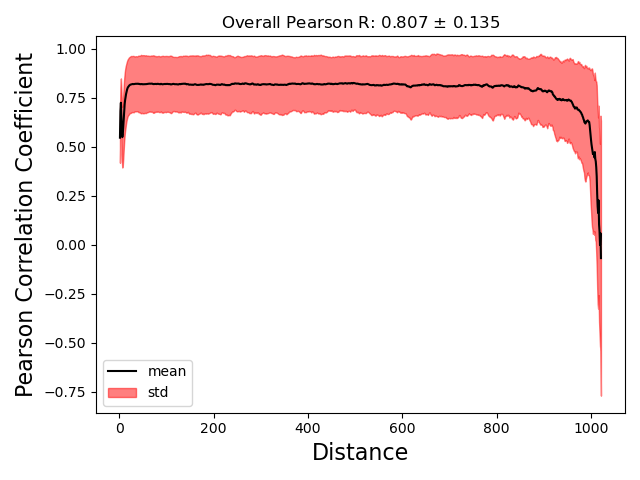 Overall Pearson R: 0.807 ± 0.135
Pearson Correlation Coefficient
1.00
0.75
0.50
0.25
0.00
−0.25
−0.50
−0.75
mean
std
0 200 400 600 800 1000
Distance